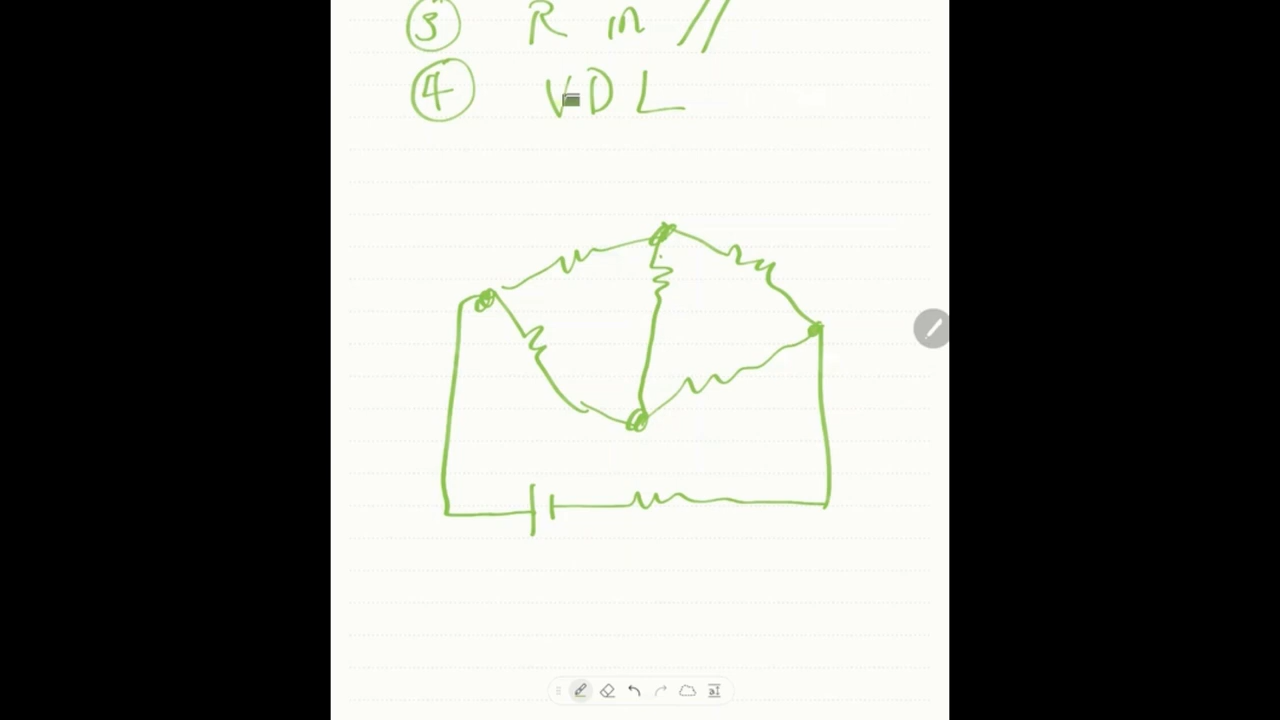 ③ R in //
④ VDL